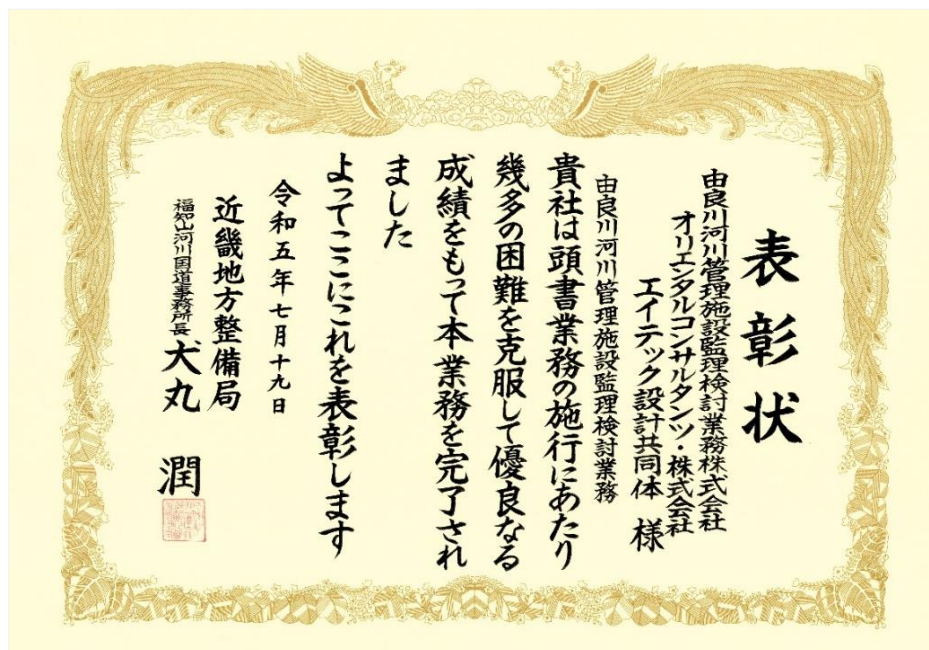 表彰状
由良川河川管理施設監理検討業務株式会社
オリエンタルコンサルタンツ・株式会社
エイテック設計共同体 様
由良川河川管理施設監理検討業務
貴社は頭書業務の施行にあたり
幾多の困難を克服して優良なる
成績をもって本業務を完了され
ました
よってここにこれを表彰します
令和五年七月十九日
近畿地方整備局
福知山河川国道事務所長 犬丸 潤